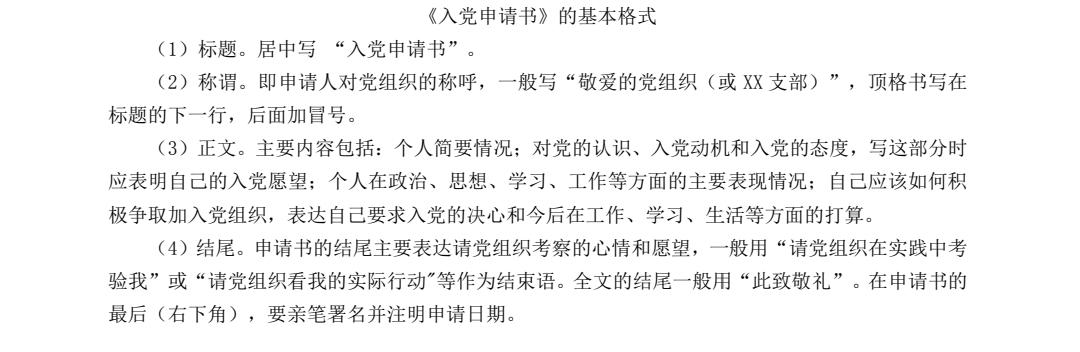 《入党申请书》的基本格式
（1）标题。居中写 “入党申请书”。
（2）称谓。即申请人对党组织的称呼，一般写“敬爱的党组织（或 XX 支部）”，顶格书写在
标题的下一行，后面加冒号。
（3）正文。主要内容包括：个人简要情况；对党的认识、入党动机和入党的态度，写这部分时
应表明自己的入党愿望；个人在政治、思想、学习、工作等方面的主要表现情况；自己应该如何积
极争取加入党组织，表达自己要求入党的决心和今后在工作、学习、生活等方面的打算。
（4）结尾。申请书的结尾主要表达请党组织考察的心情和愿望，一般用“请党组织在实践中考
验我”或“请党组织看我的实际行动"等作为结束语。全文的结尾一般用“此致敬礼”。在申请书的
最后（右下角），要亲笔署名并注明申请日期。